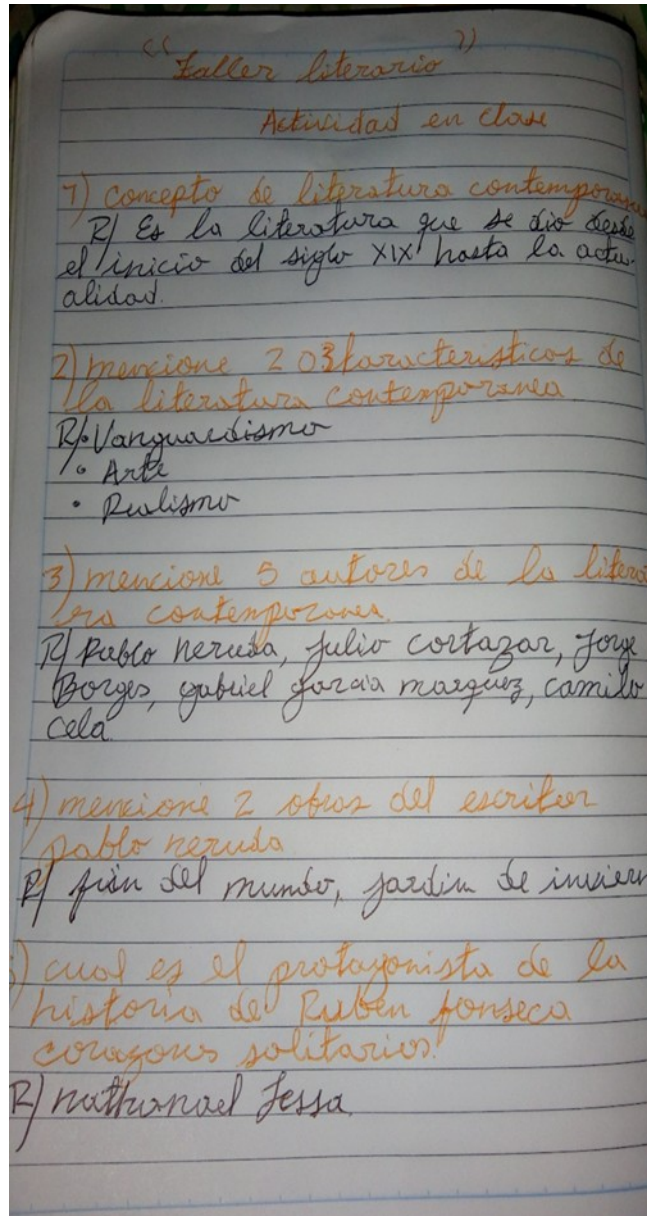 “Taller literario”
Actividad en clase
1) concepto de literatura contemporanea
R/ Es la literatura que se dio desde
el inicio del siglo XIX hasta la actu-
alidad.
2) mencione 2 o 3 caracteristicas de
la literatura contemporanea
R/• Vanguardismo
• Arte
• Realismo
3) mencione 5 autores de la litera
era contemporanea.
R/ Pablo neruda, julio cortazar, Jorge
Borges, gabriel garcia marquez, camilo
cela
4) mencione 2 obras del escritor
pablo neruda
R/ fin del mundo, jardin de invier
) cual es el protagonista de la
historia de Ruben fonseca
corazones solitarios.
R) nathanael Lessa.